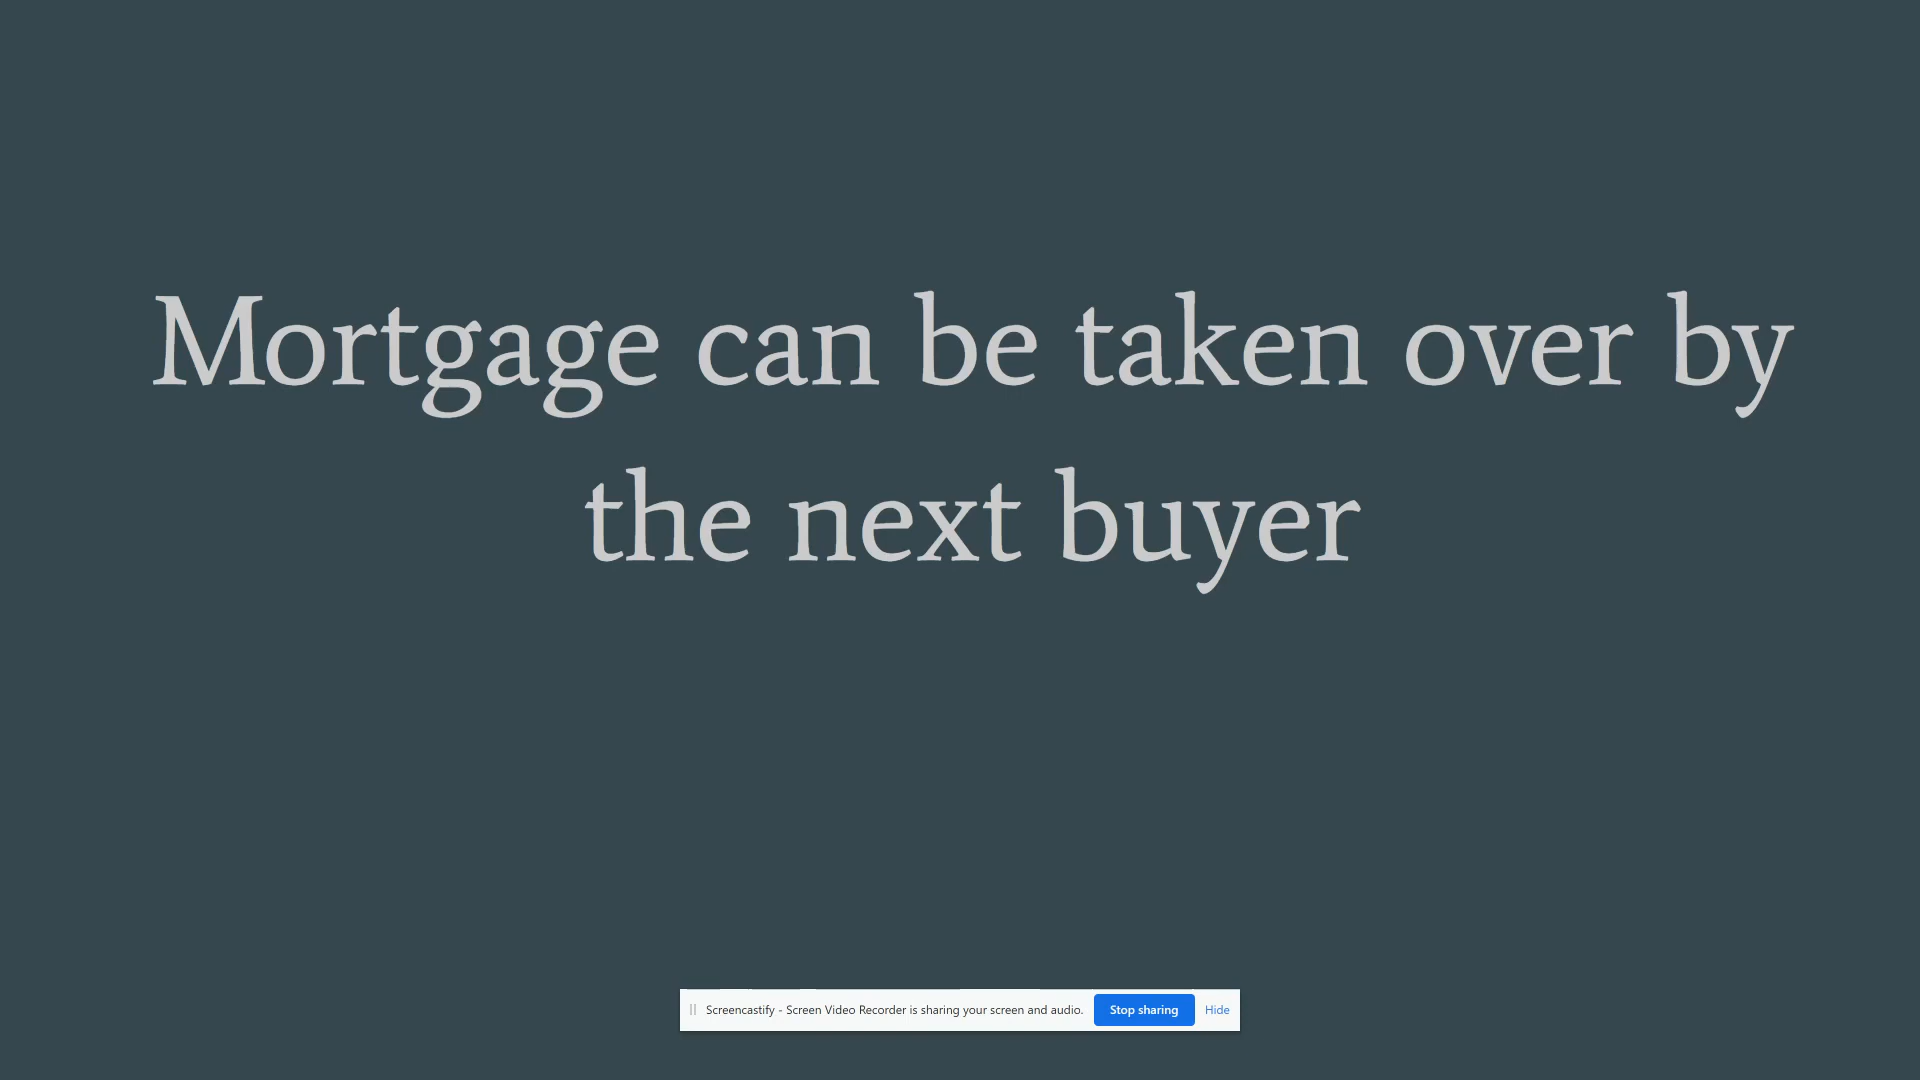 Mortgage can be taken over by
the next buyer
Screencastify - Screen Video Recorder is sharing your screen and audio. Stop sharing Hide